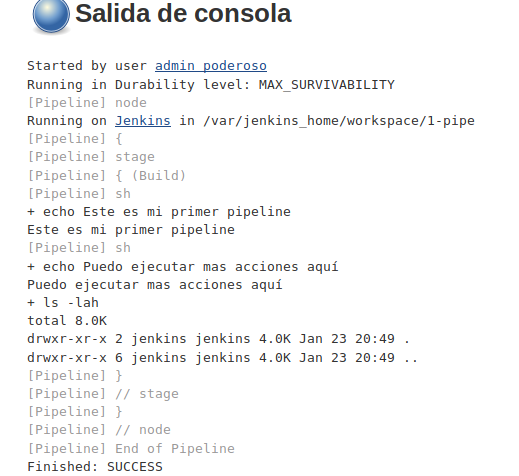 Salida de consola
Started by user admin poderoso
Running in Durability level: MAX_SURVIVABILITY
[Pipeline] node
Running on Jenkins in /var/jenkins_home/workspace/1-pipe
[Pipeline] {
[Pipeline] stage
[Pipeline] { (Build)
[Pipeline] sh
+ echo Este es mi primer pipeline
Este es mi primer pipeline
[Pipeline] sh
+ echo Puedo ejecutar mas acciones aquí
Puedo ejecutar mas acciones aquí
+ ls -lah
total 8.0K
drwxr-xr-x 2 jenkins jenkins 4.0K Jan 23 20:49 .
drwxr-xr-x 6 jenkins jenkins 4.0K Jan 23 20:49 ..
[Pipeline] }
[Pipeline] // stage
[Pipeline] }
[Pipeline] // node
[Pipeline] End of Pipeline
Finished: SUCCESS